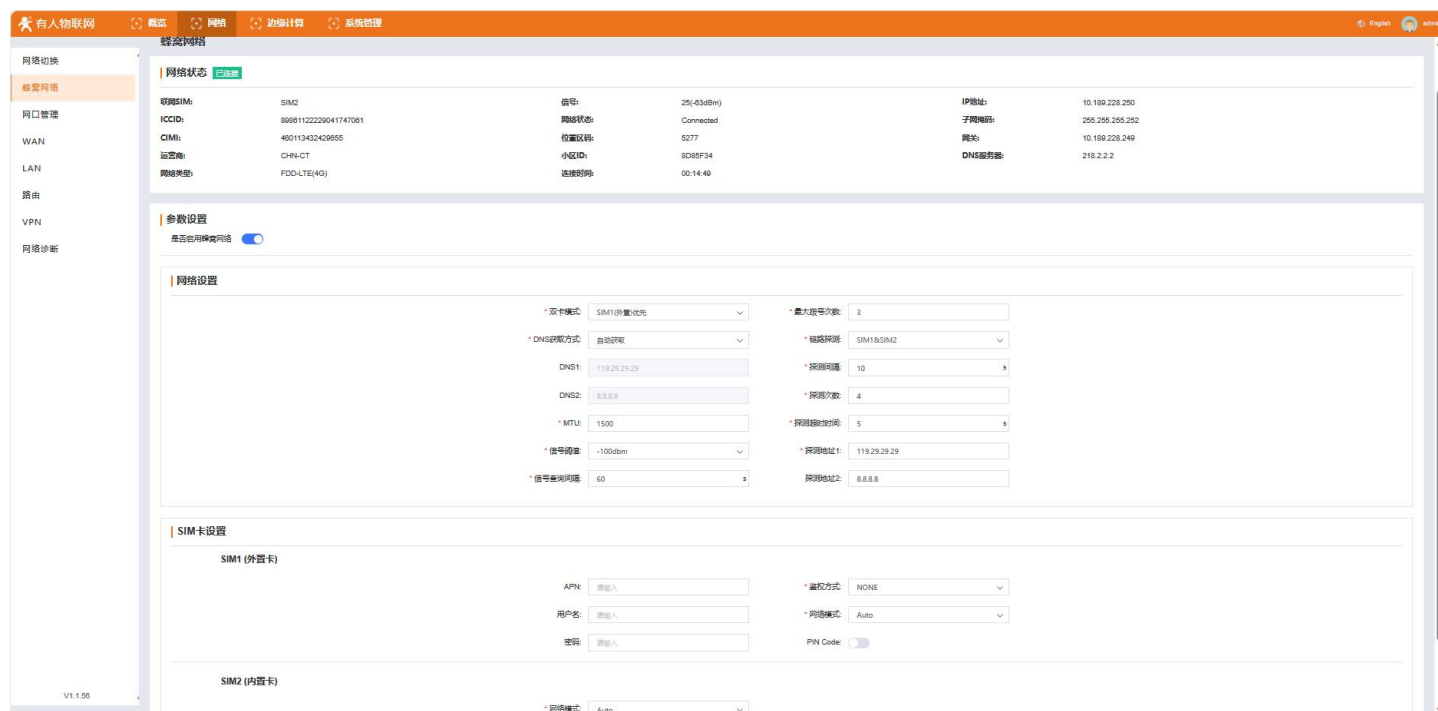 有人物联网 概览 网络 边缘计算 系统管理 English admi
网络切换
蜂窝网络
网口管理
WAN
LAN
路由
VPN
网络诊断
V1.1.56
蜂窝网络
网络状态 已连接
联网SIM: SIM2 信号: 25(-63dBm) IP地址: 10.189.228.250
ICCID: 89861122229041747061 网络状态: Connected 子网掩码: 255.255.255.252
CIMI: 460113432429655 位置区码: 5277 网关: 10.189.228.249
运营商: CHN-CT 小区ID: 8D85F34 DNS服务器: 218.2.2.2
网络类型: FDD-LTE(4G) 连接时间: 00:14:49
参数设置
是否启用蜂窝网络
网络设置
* 双卡模式: SIM1(外置)优先 * 最大拨号次数: 3
* DNS获取方式: 自动获取 * 链路探测: SIM1&SIM2
DNS1: 119.29.29.29 * 探测间隔: 10 s
DNS2: 8.8.8.8 * 探测次数: 4
* MTU: 1500 * 探测超时时间: 5 s
* 信号阈值: -100dbm * 探测地址1: 119.29.29.29
* 信号查询间隔: 60 s 探测地址2: 8.8.8.8
SIM卡设置
SIM1 (外置卡)
APN: 请输入 * 鉴权方式: NONE
用户名: 请输入 * 网络模式: Auto
密码: 请输入 PIN Code:
SIM2 (内置卡)
* 网络模式: Auto